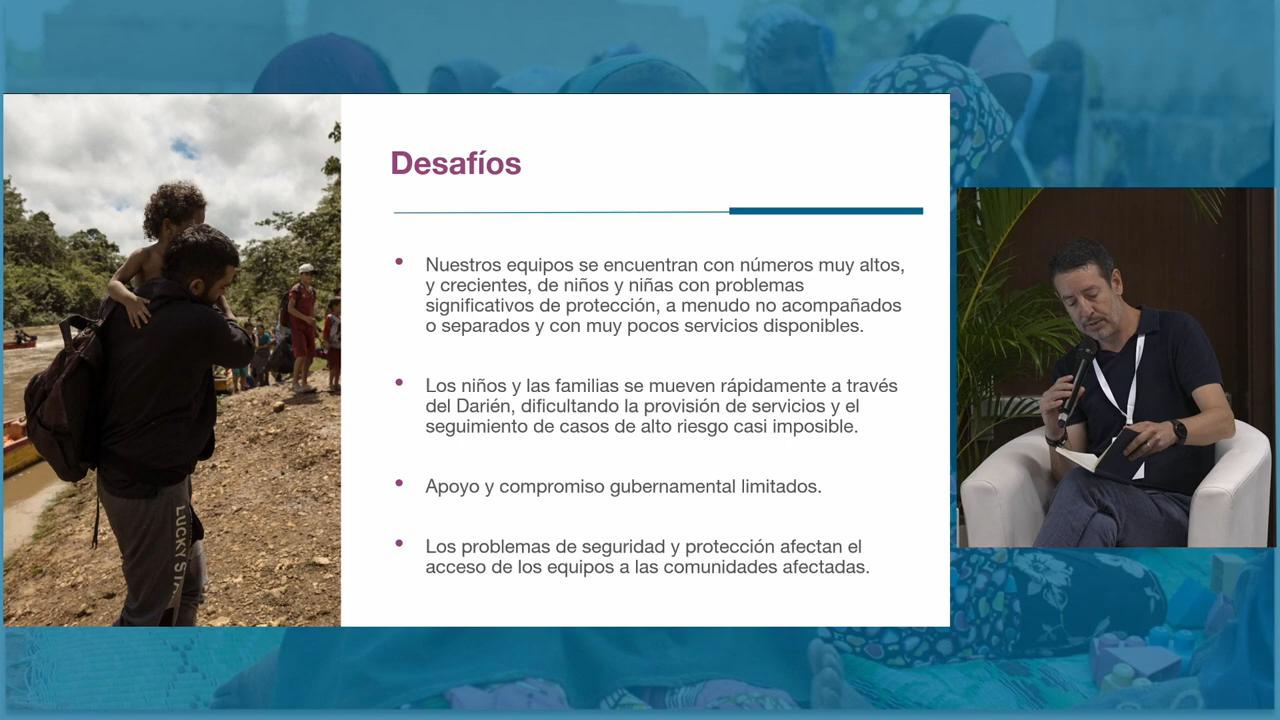 Desafíos
• Nuestros equipos se encuentran con números muy altos,
y crecientes, de niños y niñas con problemas
significativos de protección, a menudo no acompañados
o separados y con muy pocos servicios disponibles.
• Los niños y las familias se mueven rápidamente a través
del Darién, dificultando la provisión de servicios y el
seguimiento de casos de alto riesgo casi imposible.
• Apoyo y compromiso gubernamental limitados.
• Los problemas de seguridad y protección afectan el
acceso de los equipos a las comunidades afectadas.
LUCKY STA